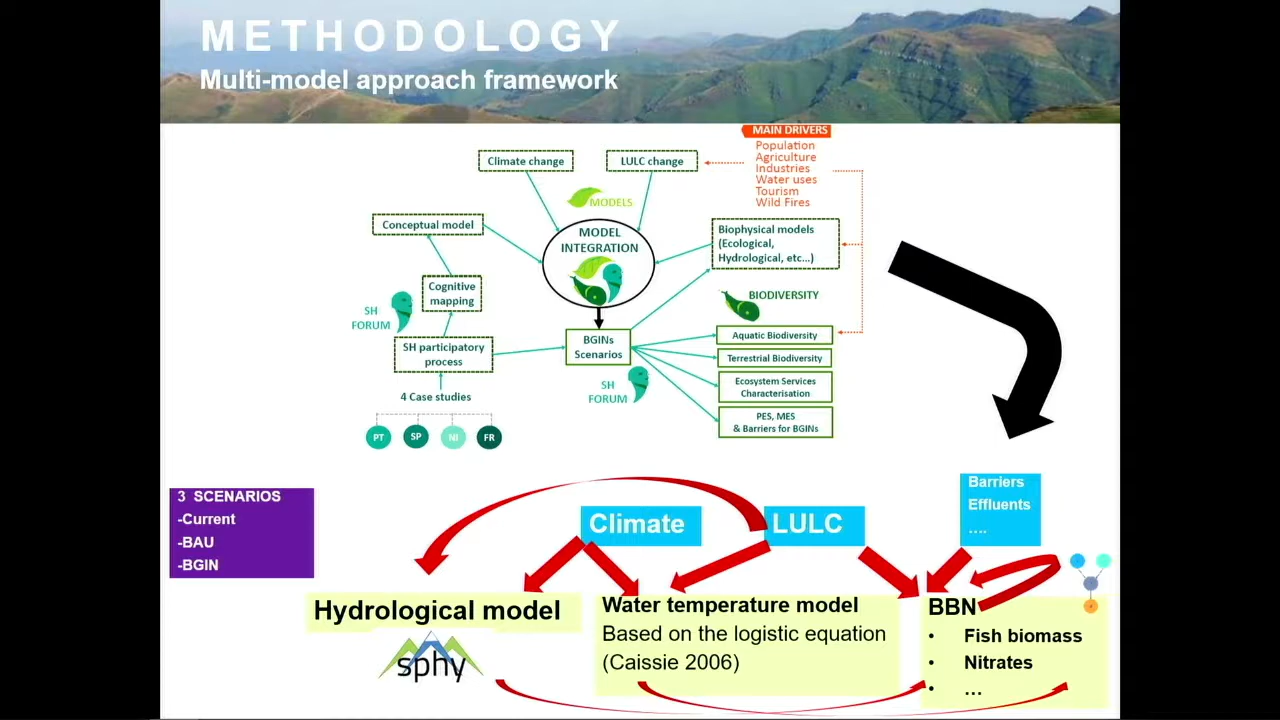 METHODOLOGY
Multi-model approach framework
MAIN DRIVERS
Population
Agriculture
Industries
Water uses
Tourism
Wild Fires
Climate change
LULC change
MODELS
Conceptual model
MODEL
INTEGRATION
Biophysical models
(Ecological,
Hydrological, etc...)
Cognitive
mapping
SH
FORUM
BIODIVERSITY
SH participatory
process
BGINs
Scenarios
Aquatic Biodiversity
Terrestrial Biodiversity
Ecosystem Services
Characterisation
PES, MES
& Barriers for BGINs
SH
FORUM
4 Case studies
PT
SP
NI
FR
3 SCENARIOS
-Current
-BAU
-BGIN
Climate
LULC
Barriers
Effluents
....
Hydrological model
sphy
Water temperature model
Based on the logistic equation
(Caissie 2006)
BBN
• Fish biomass
• Nitrates
• ...